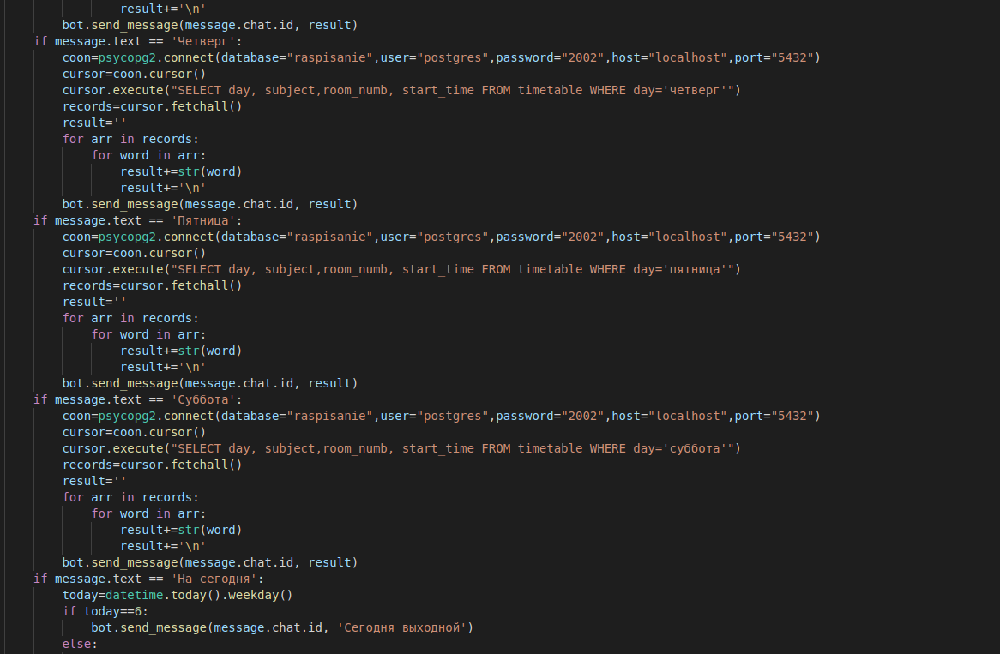 result+='\n'
bot.send_message(message.chat.id, result)
if message.text == 'Четверг':
coon=psycopg2.connect(database="raspisanie",user="postgres",password="2002",host="localhost",port="5432")
cursor=coon.cursor()
cursor.execute("SELECT day, subject,room_numb, start_time FROM timetable WHERE day='четверг'")
records=cursor.fetchall()
result=''
for arr in records:
for word in arr:
result+=str(word)
result+='\n'
bot.send_message(message.chat.id, result)
if message.text == 'Пятница':
coon=psycopg2.connect(database="raspisanie",user="postgres",password="2002",host="localhost",port="5432")
cursor=coon.cursor()
cursor.execute("SELECT day, subject,room_numb, start_time FROM timetable WHERE day='пятница'")
records=cursor.fetchall()
result=''
for arr in records:
for word in arr:
result+=str(word)
result+='\n'
bot.send_message(message.chat.id, result)
if message.text == 'Суббота':
coon=psycopg2.connect(database="raspisanie",user="postgres",password="2002",host="localhost",port="5432")
cursor=coon.cursor()
cursor.execute("SELECT day, subject,room_numb, start_time FROM timetable WHERE day='суббота'")
records=cursor.fetchall()
result=''
for arr in records:
for word in arr:
result+=str(word)
result+='\n'
bot.send_message(message.chat.id, result)
if message.text == 'На сегодня':
today=datetime.today().weekday()
if today==6:
bot.send_message(message.chat.id, 'Сегодня выходной')
else: